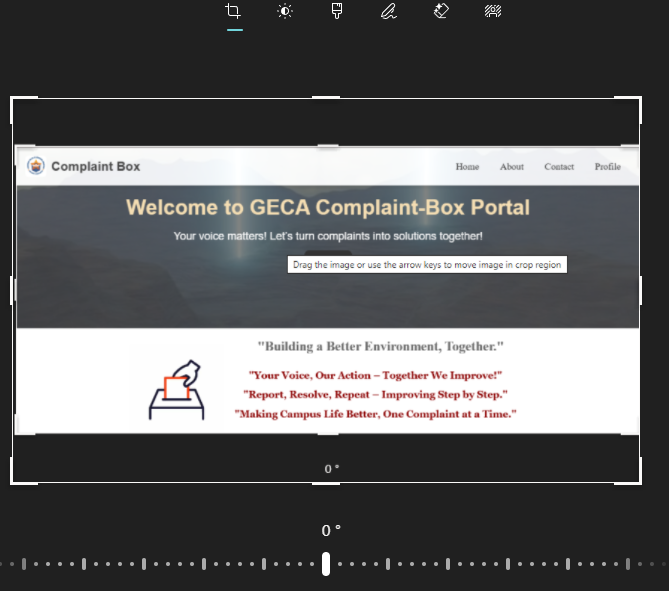 Complaint Box
Home About Contact Profile
Welcome to GECA Complaint-Box Portal
Your voice matters! Let's turn complaints into solutions together!
Drag the image or use the arrow keys to move image in crop region
"Building a Better Environment, Together."
"Your Voice, Our Action – Together We Improve!"
"Report, Resolve, Repeat – Improving Step by Step."
"Making Campus Life Better, One Complaint at a Time."
0 °
0 °